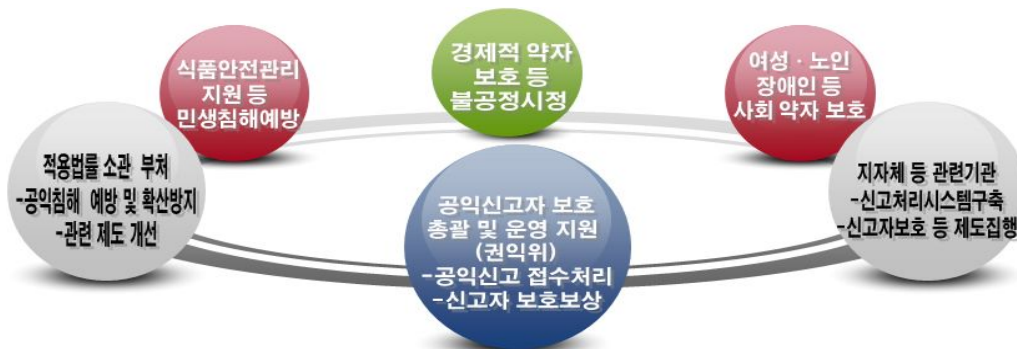 식품안전관리
지원 등
민생침해예방
경제적 약자
보호 등
불공정시정
여성 · 노인
장애인 등
사회 약자 보호
적용법률 소관 부처
-공익침해 예방 및 확산방지
-관련 제도 개선
공익신고자 보호
총괄 및 운영 지원
(권익위)
-공익신고 접수처리
-신고자 보호보상
지자체 등 관련기관
-신고처리시스템구축
-신고자보호 등 제도집행